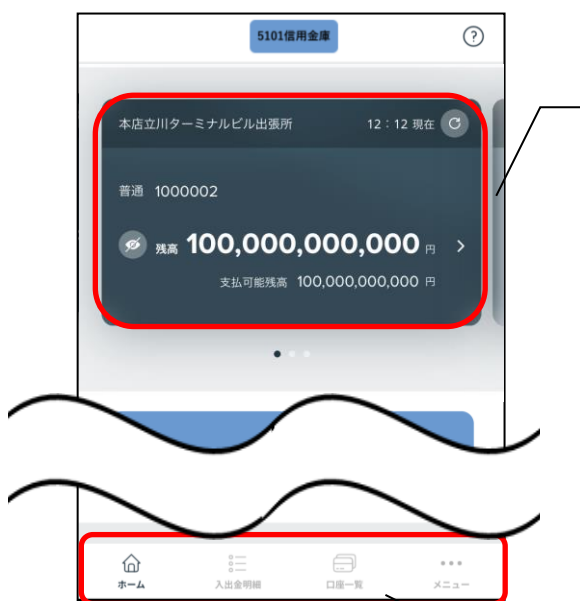 5101信用金庫
?
本店立川ターミナルビル出張所 12：12 現在
普通 1000002
残高 100,000,000,000 円
支払可能残高 100,000,000,000 円
ホーム 入出金明細 口座一覧 メニュー